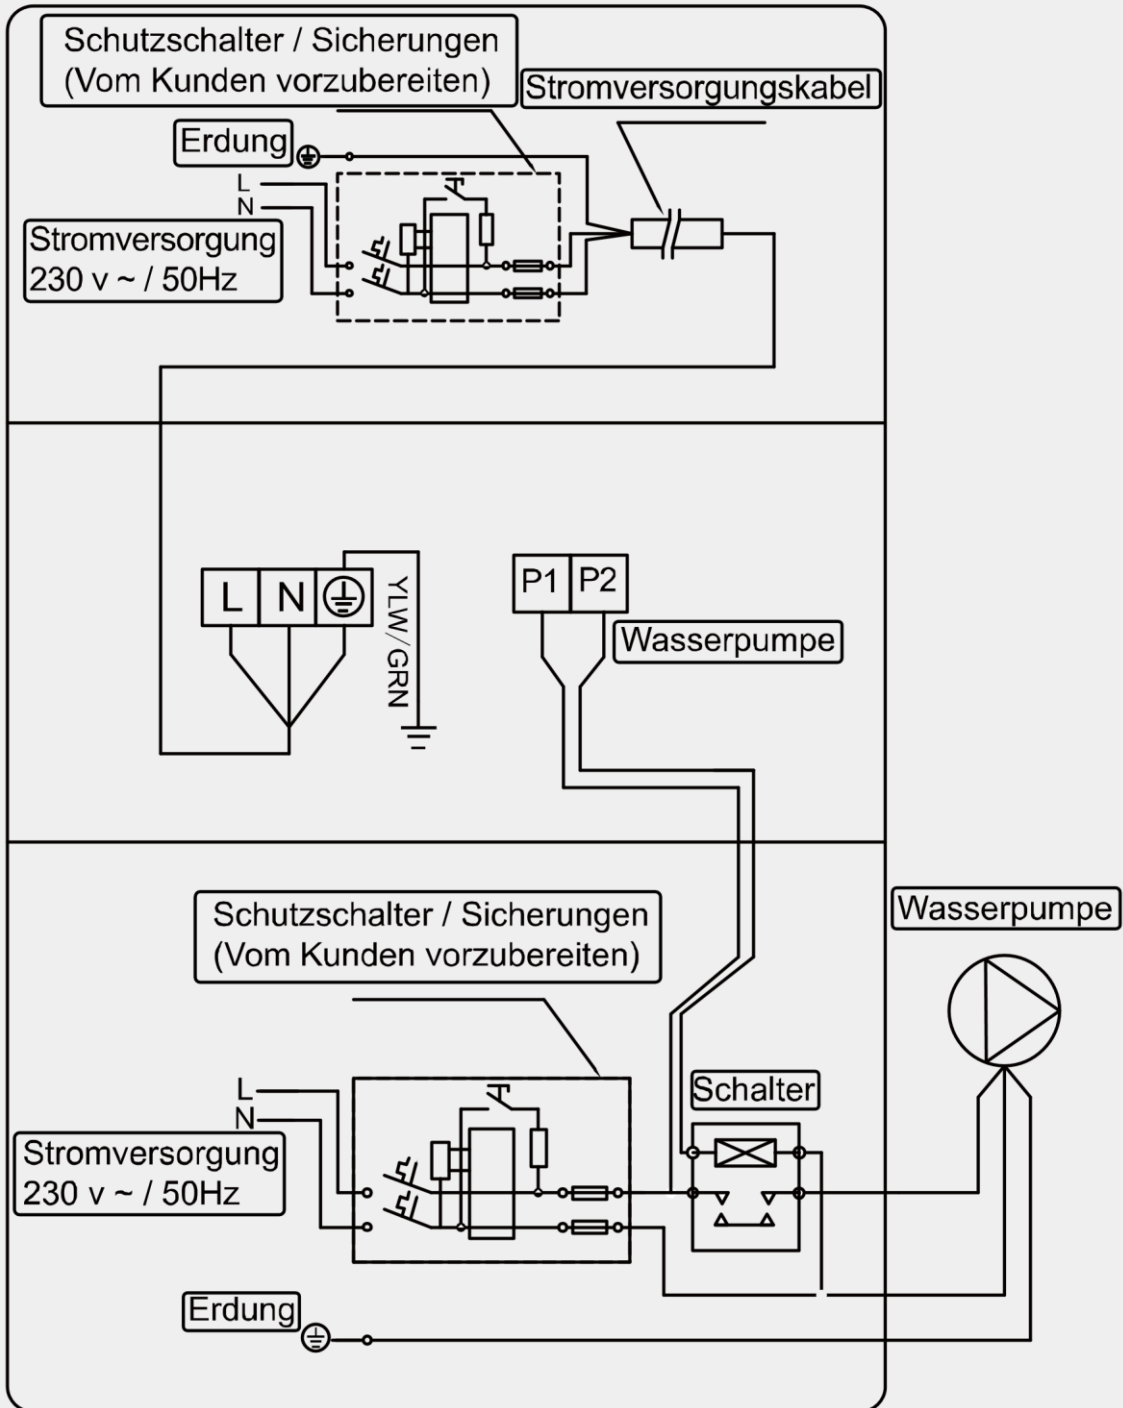 Schutzschalter / Sicherungen
(Vom Kunden vorzubereiten)
Stromversorgungskabel
Erdung
L
N
Stromversorgung
230 v ~ / 50Hz
L N
YLW/GRN
P1 P2
Wasserpumpe
Schutzschalter / Sicherungen
(Vom Kunden vorzubereiten)
Wasserpumpe
L
N
Schalter
Stromversorgung
230 v ~ / 50Hz
Erdung